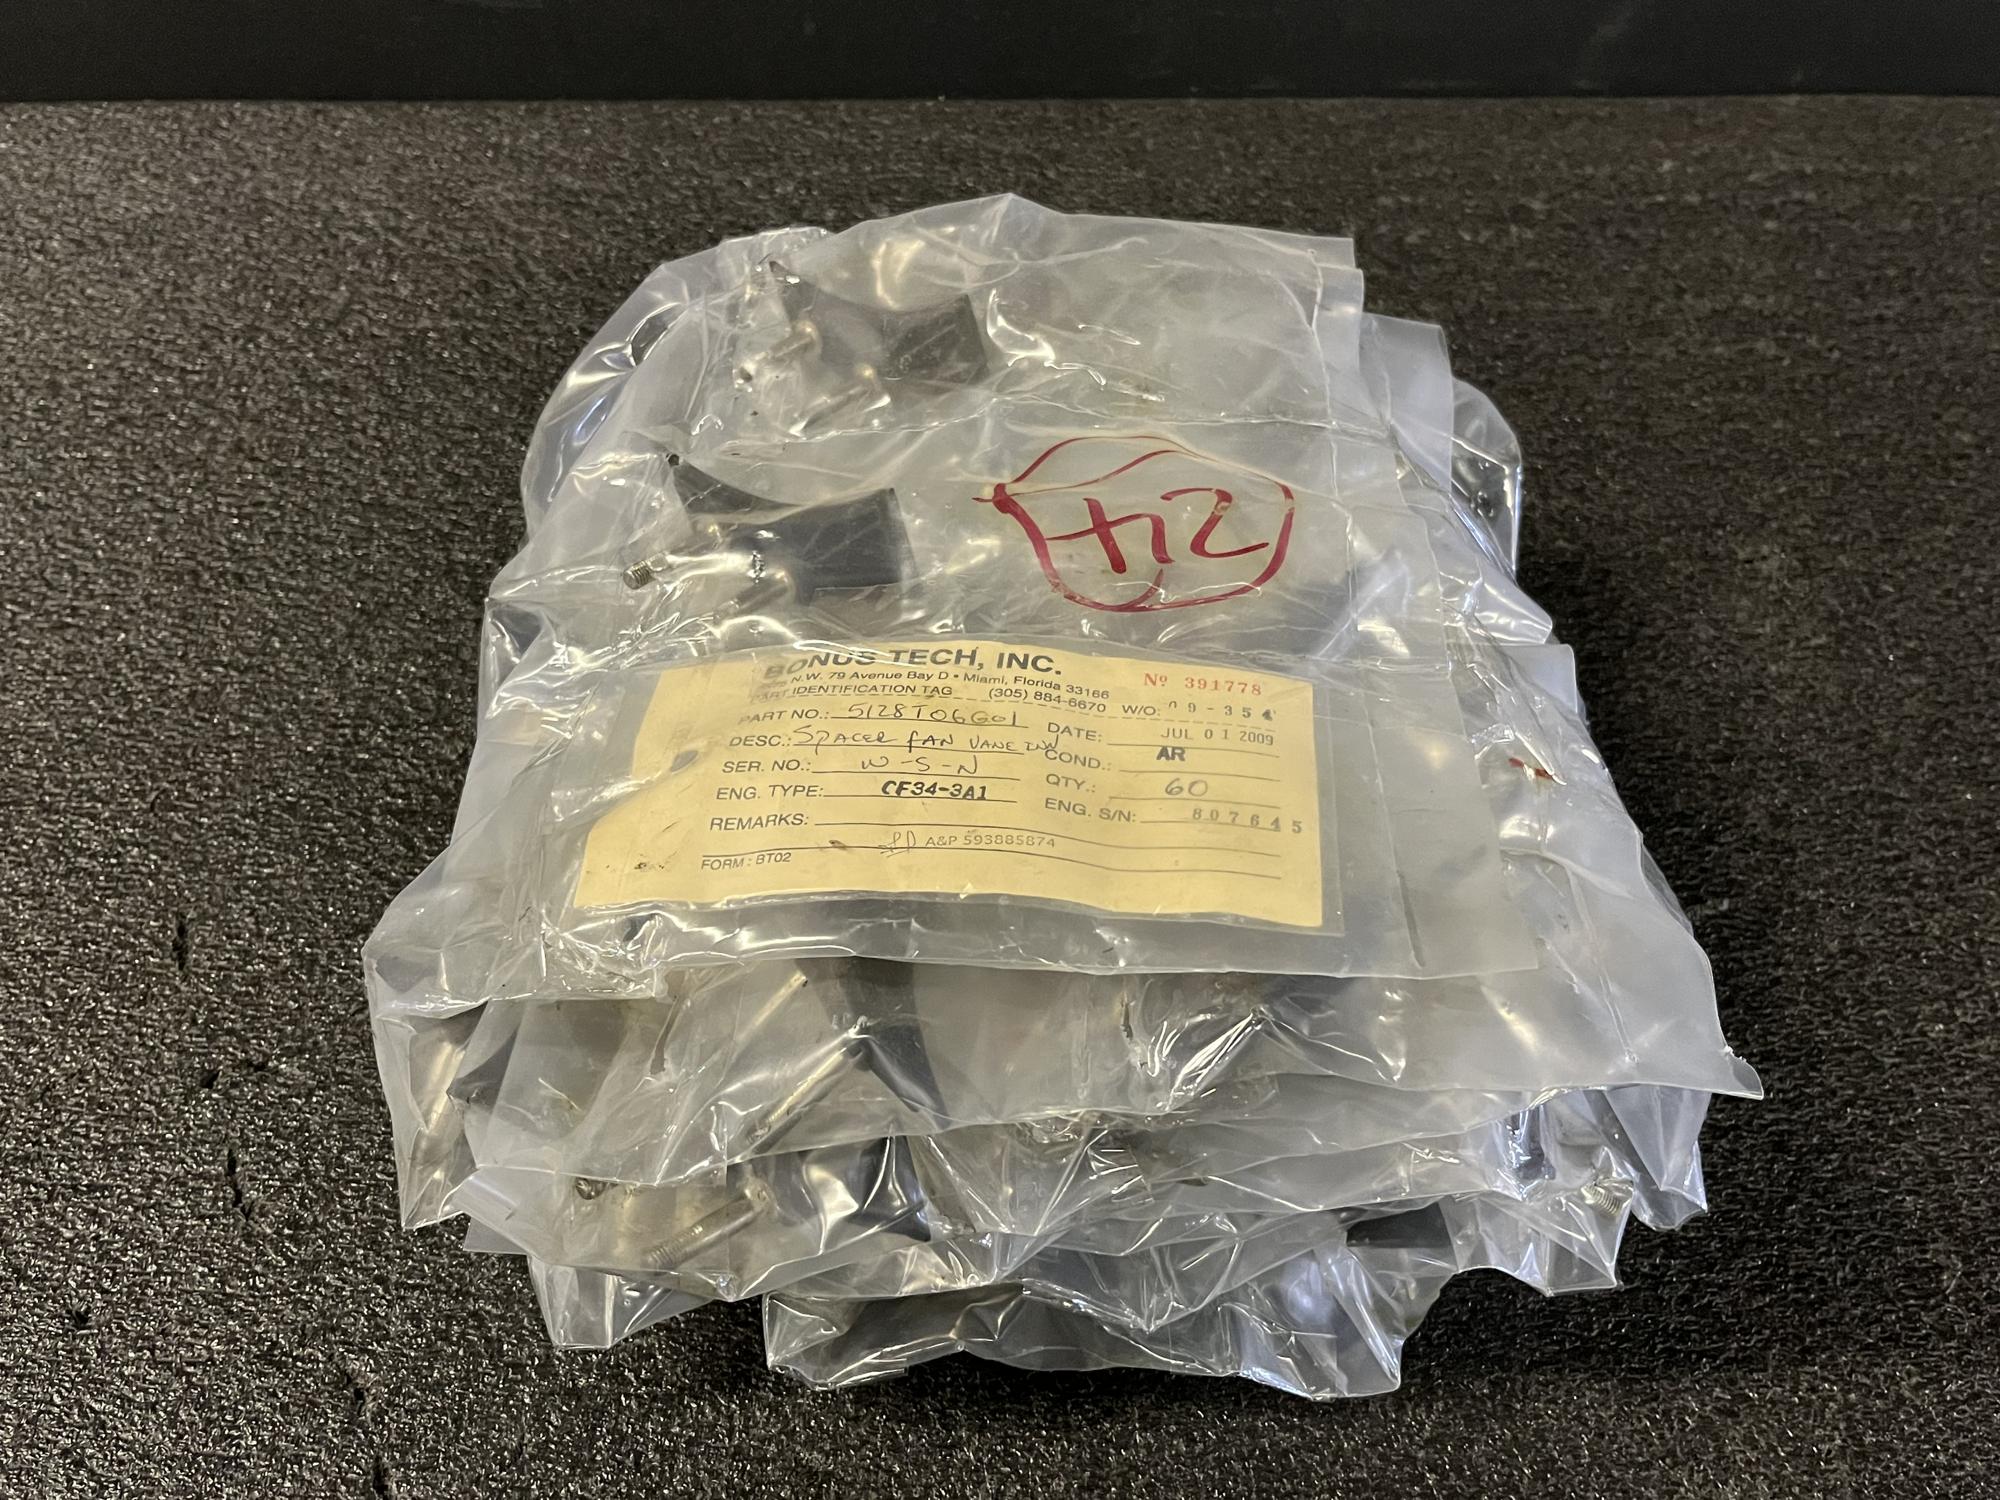 24
BONUS TECH, INC.
N.W. 79 Avenue Bay D • Miami, Florida 33166
Nº 391778
PART IDENTIFICATION TAG (305) 884-6670 W/O: 09-354
PART NO.: 5128T06G01 DATE: JUL 01 2009
DESC.: SPACER FAN VANE INN COND.: AR
SER. NO.: W-S-N QTY.: 60
ENG. TYPE: CF34-3A1 ENG. S/N: 807645
REMARKS:
A&P 593885874
FORM: BT02